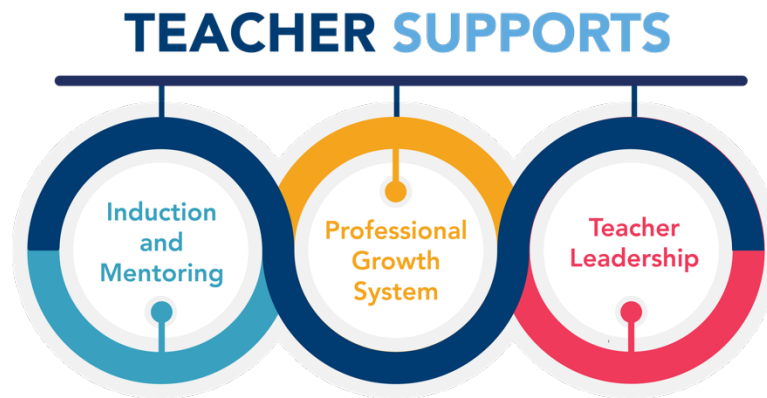 TEACHER SUPPORTS
Induction
and
Mentoring
Professional
Growth
System
Teacher
Leadership